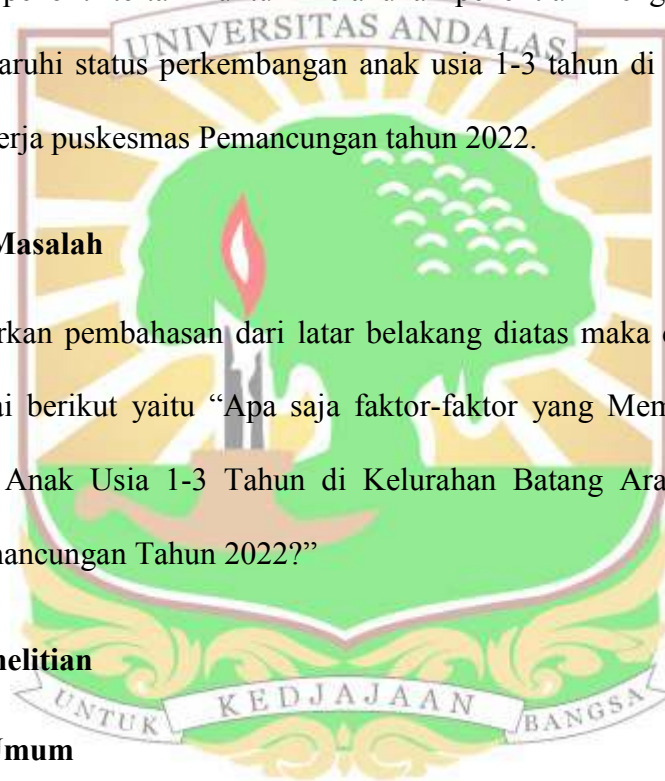 UNIVERSITAS ANDALAS
aruhi status perkembangan anak usia 1-3 tahun di
erja puskesmas Pemancungan tahun 2022.
Masalah
rkan pembahasan dari latar belakang diatas maka
ai berikut yaitu “Apa saja faktor-faktor yang Mem
Anak Usia 1-3 Tahun di Kelurahan Batang Ara
mancungan Tahun 2022?”
nelitian
UNTUK KEDJAJAAN BANGSA
Umum